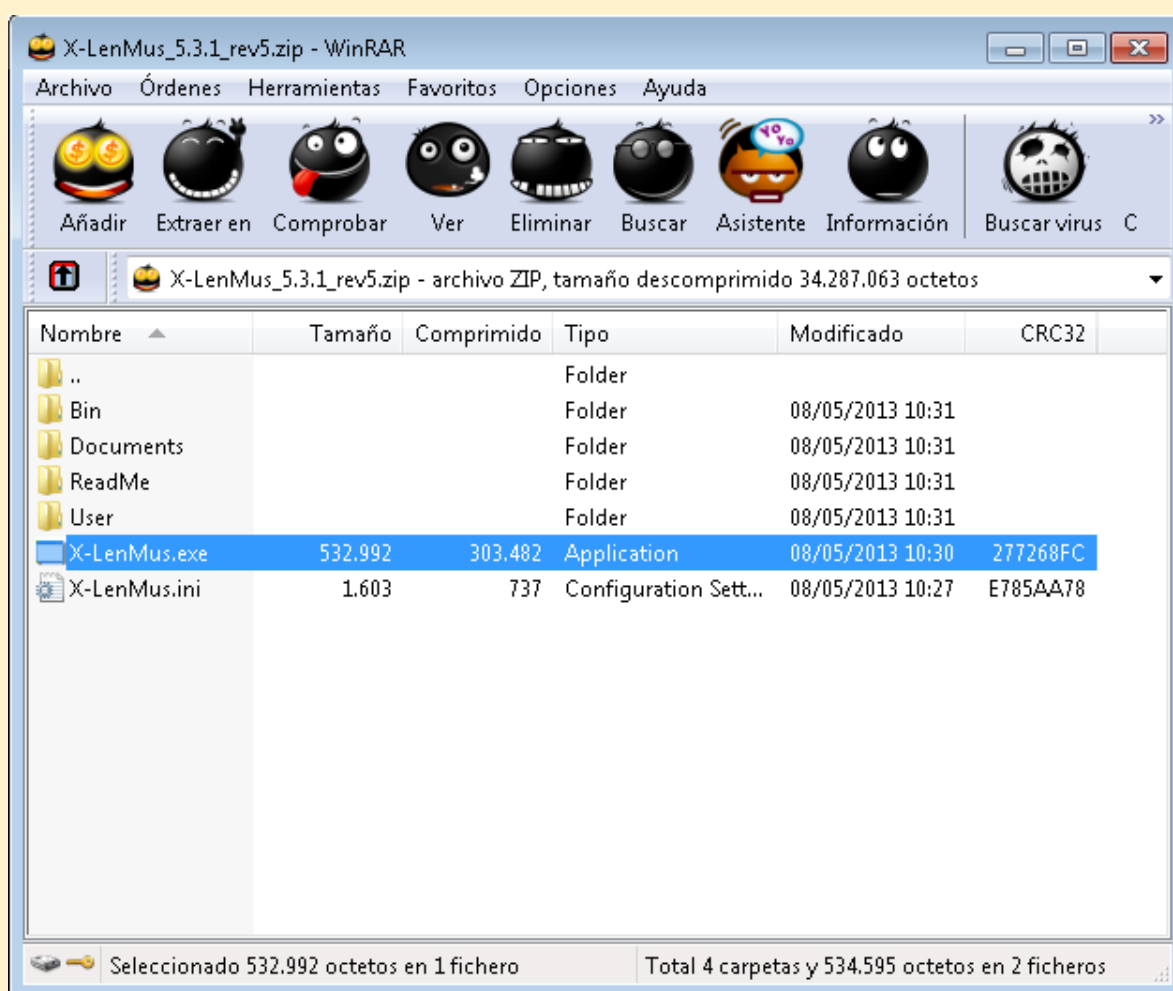 X-LenMus_5.3.1_rev5.zip - WinRAR
Archivo Órdenes Herramientas Favoritos Opciones Ayuda
$ $ Yo Yo
Añadir Extraer en Comprobar Ver Eliminar Buscar Asistente Información Buscar virus C
X-LenMus_5.3.1_rev5.zip - archivo ZIP, tamaño descomprimido 34.287.063 octetos
Nombre Tamaño Comprimido Tipo Modificado CRC32
.. Folder
Bin Folder 08/05/2013 10:31
Documents Folder 08/05/2013 10:31
ReadMe Folder 08/05/2013 10:31
User Folder 08/05/2013 10:31
X-LenMus.exe 532.992 303.482 Application 08/05/2013 10:30 277268FC
X-LenMus.ini 1.603 737 Configuration Sett... 08/05/2013 10:27 E785AA78
Seleccionado 532.992 octetos en 1 fichero Total 4 carpetas y 534.595 octetos en 2 ficheros